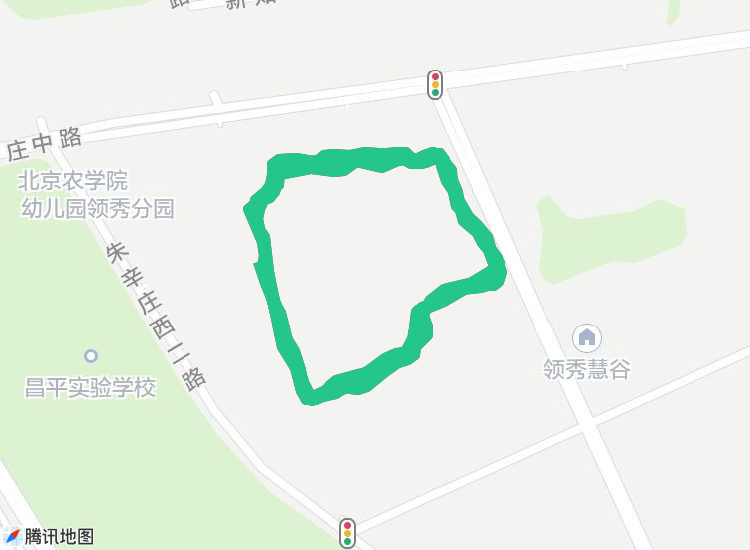 庄中路
北京农学院
幼儿园领秀分园
朱辛庄西二路
昌平实验学校
领秀慧谷
腾讯地图